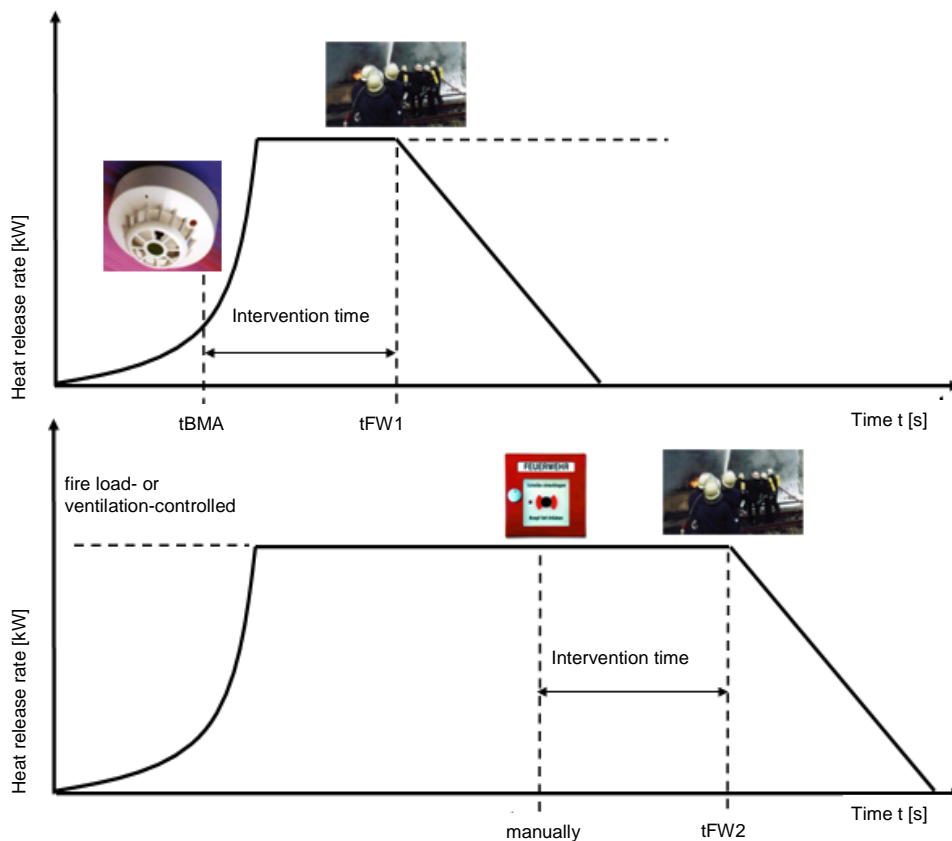 Heat release rate [kW]
Intervention time
tBMA
tFW1
Time t [s]
fire load- or
ventilation-controlled
FEUERWEHR
Heat release rate [kW]
Intervention time
manually
tFW2
Time t [s]